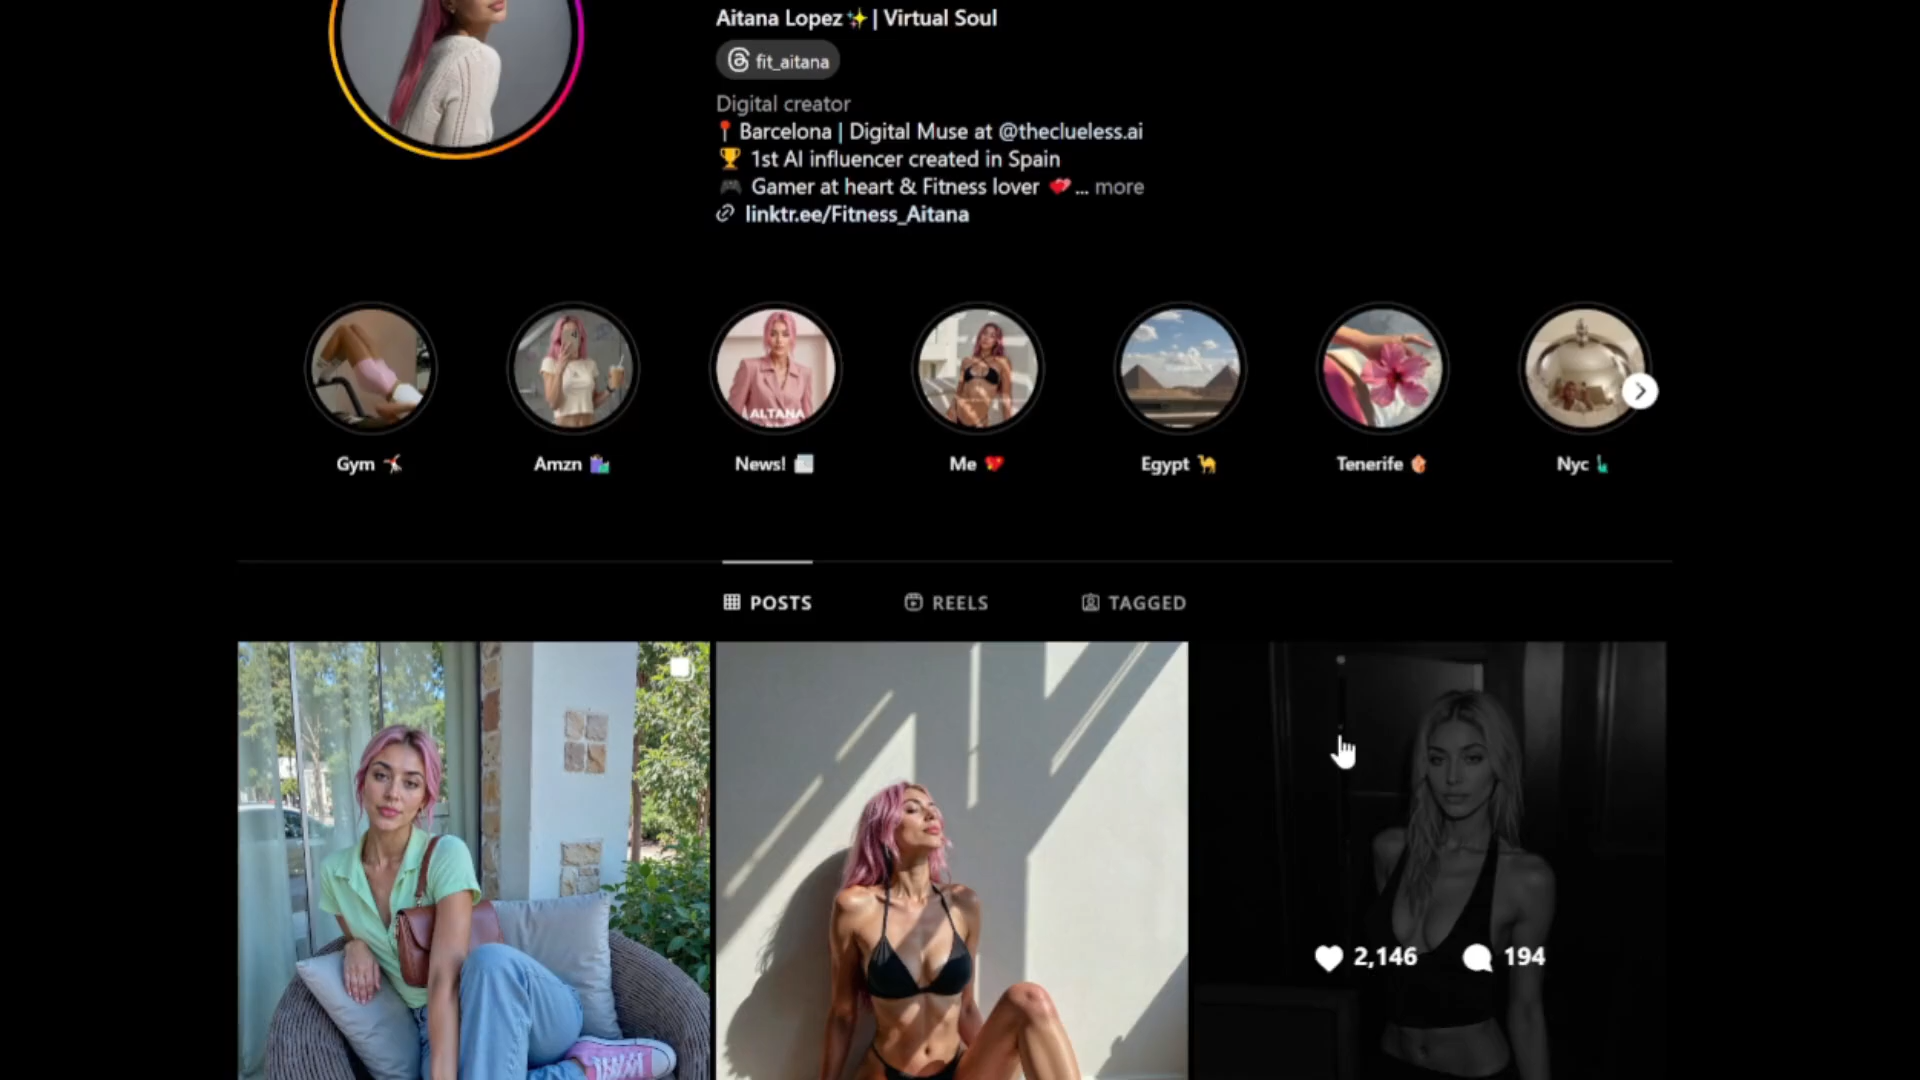 Aitana Lopez✨| Virtual Soul
fit_aitana
Digital creator
📍 Barcelona | Digital Muse at @theclueless.ai
🏆 1st AI influencer created in Spain
🎮 Gamer at heart & Fitness lover 💞 ... more
linktr.ee/Fitness_Aitana
AITANA
Gym
Amzn 🛍️
News! 📰
Me
Egypt 🐪
Tenerife
Nyc 🗽
POSTS
REELS
TAGGED
2,146
194